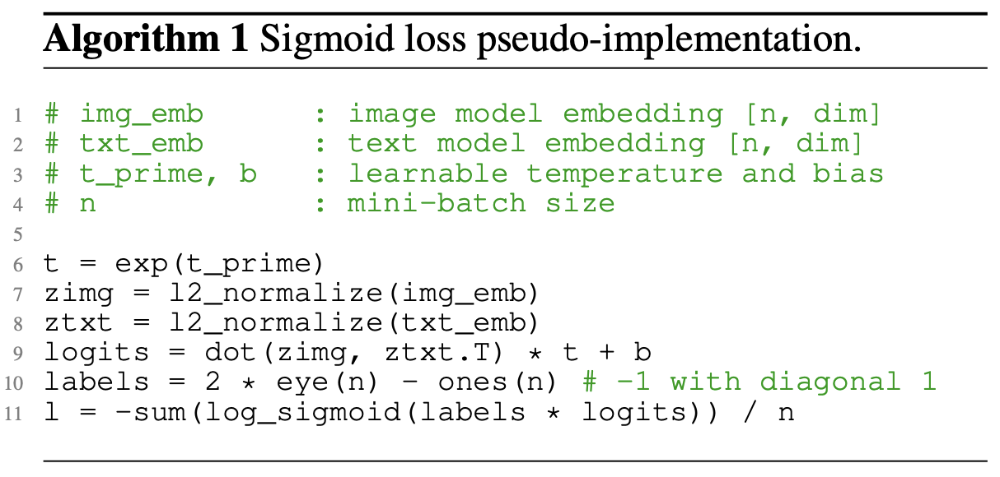 Algorithm 1 Sigmoid loss pseudo-implementation.
1 # img_emb : image model embedding [n, dim]
2 # txt_emb : text model embedding [n, dim]
3 # t_prime, b : learnable temperature and bias
4 # n : mini-batch size
5
6 t = exp(t_prime)
7 zimg = l2_normalize(img_emb)
8 ztxt = l2_normalize(txt_emb)
9 logits = dot(zimg, ztxt.T) * t + b
10 labels = 2 * eye(n) - ones(n) # -1 with diagonal 1
11 l = -sum(log_sigmoid(labels * logits)) / n